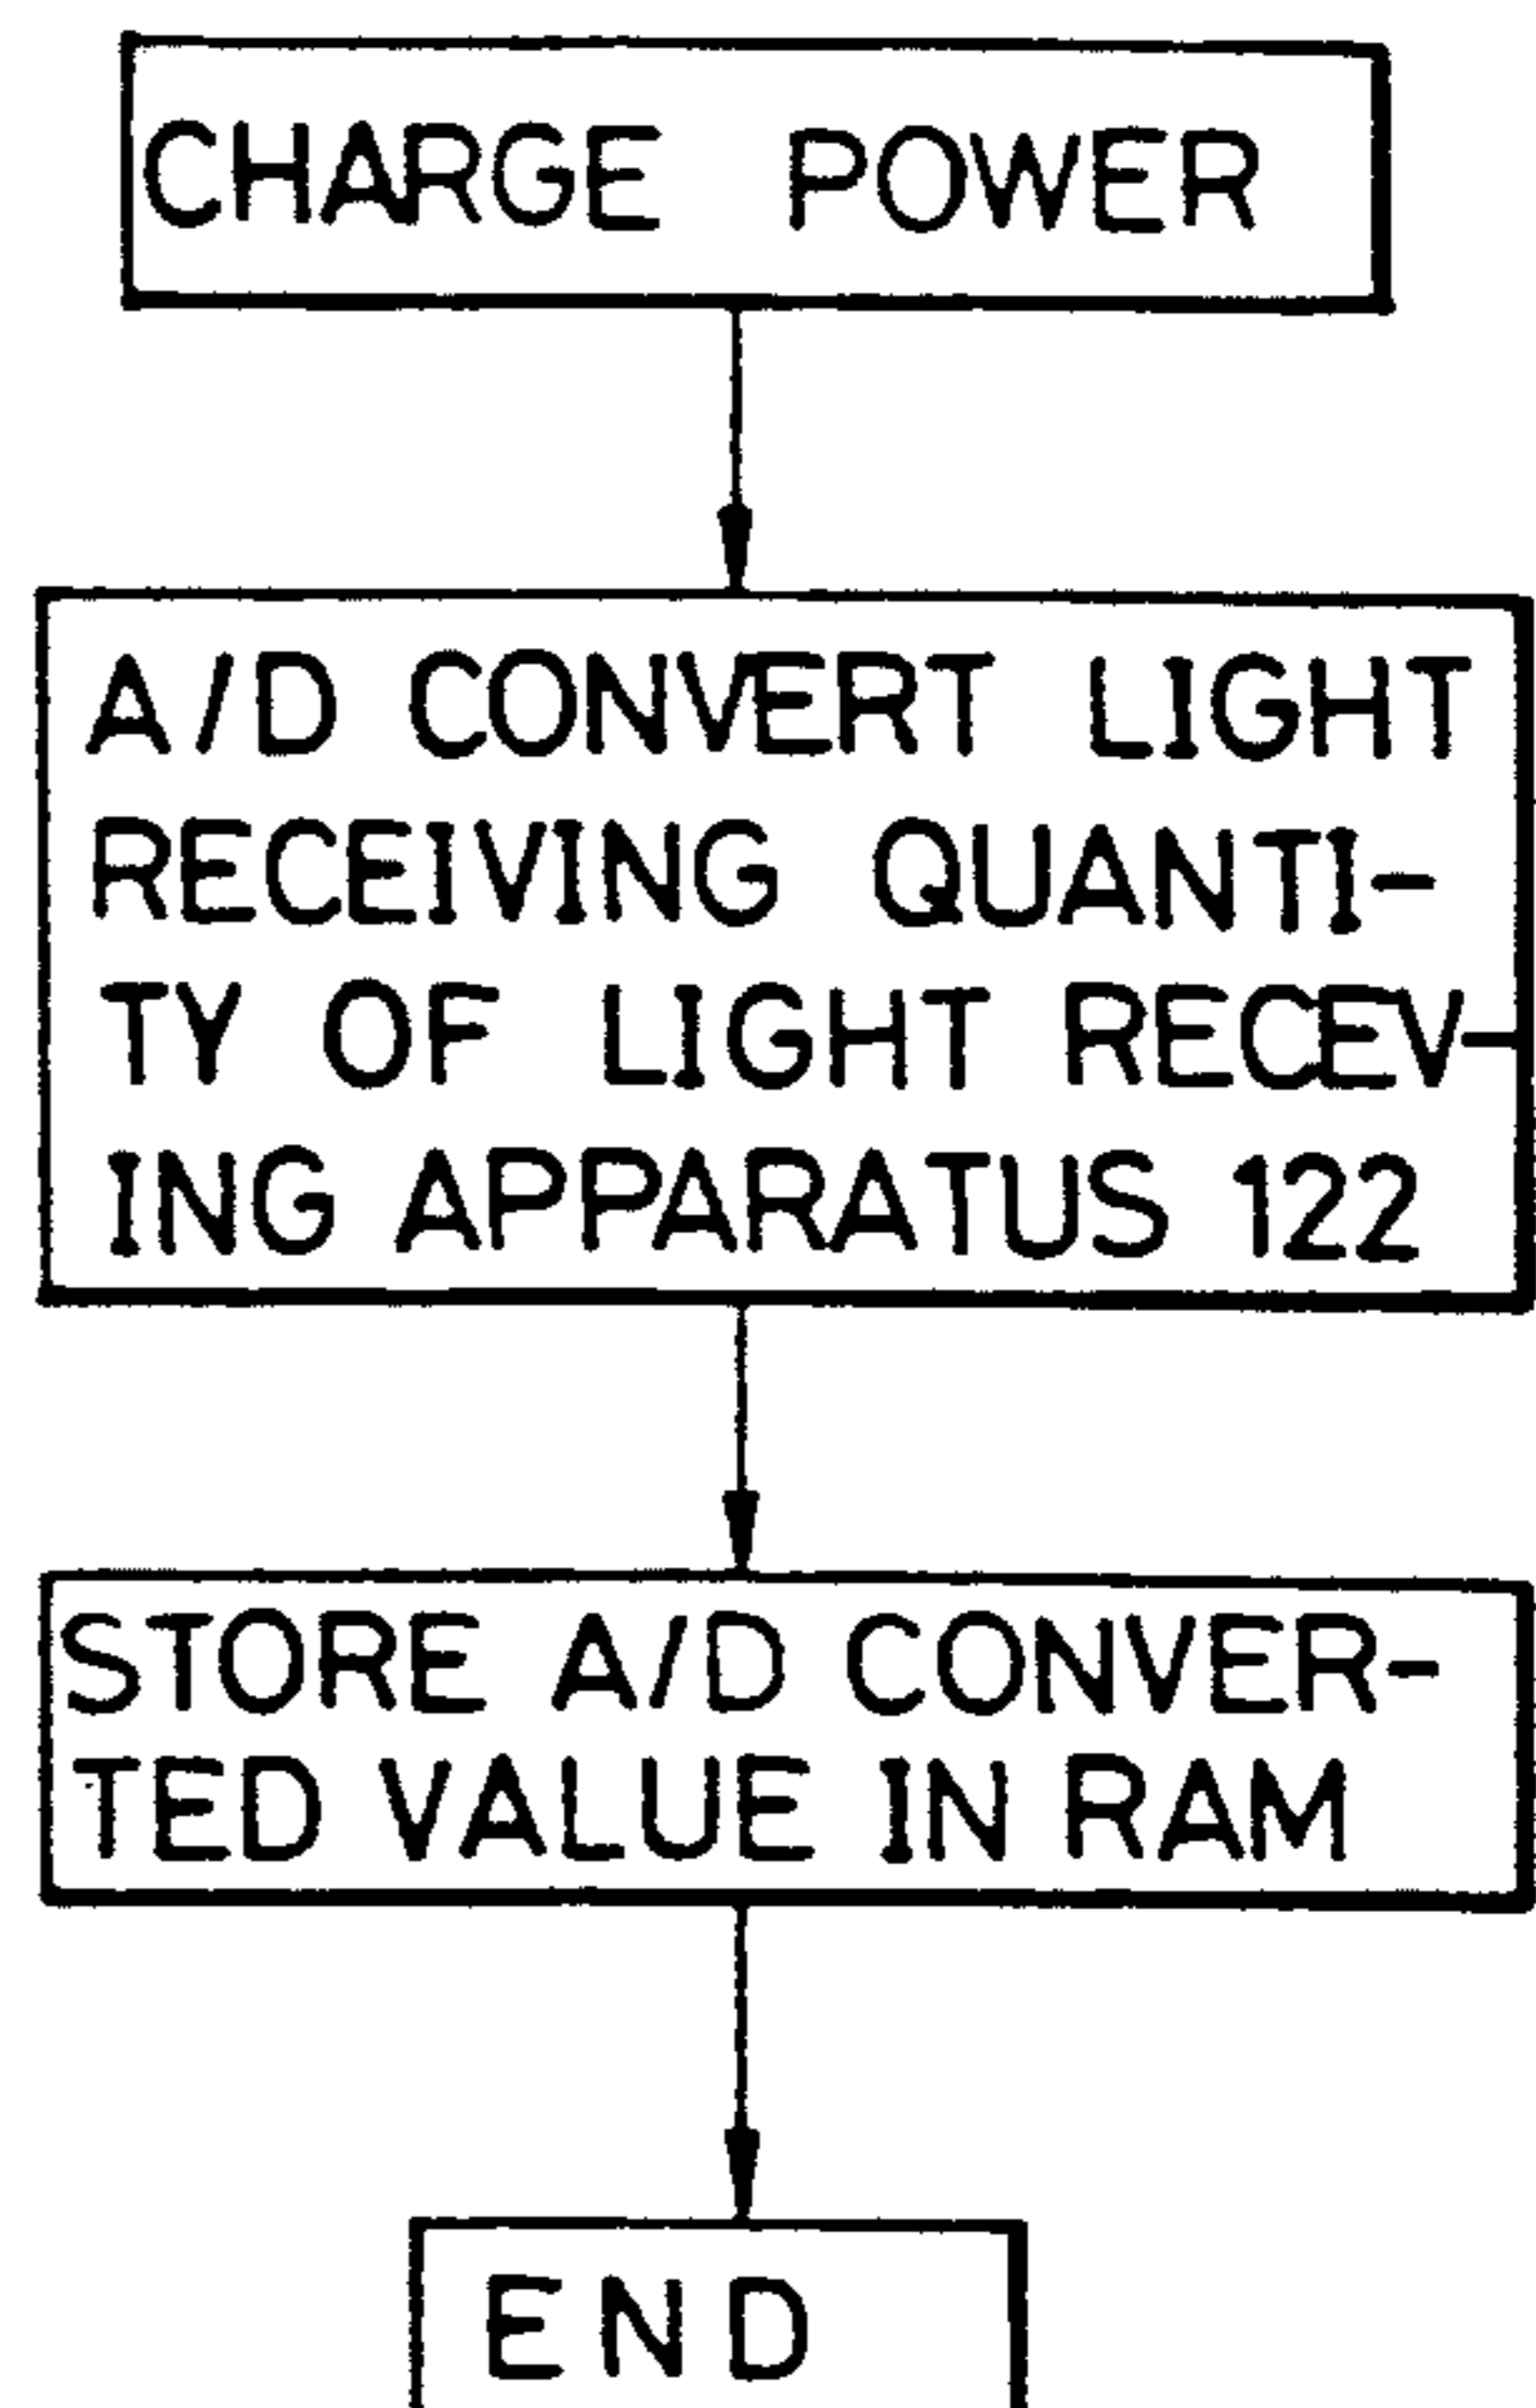 CHARGE POWER
A/D CONVERT LIGHT
RECEIVING QUANTI-
TY OF LIGHT RECEV-
ING APPARATUS 122
STORE A/D CONVER-
TED VALUE IN RAM
END